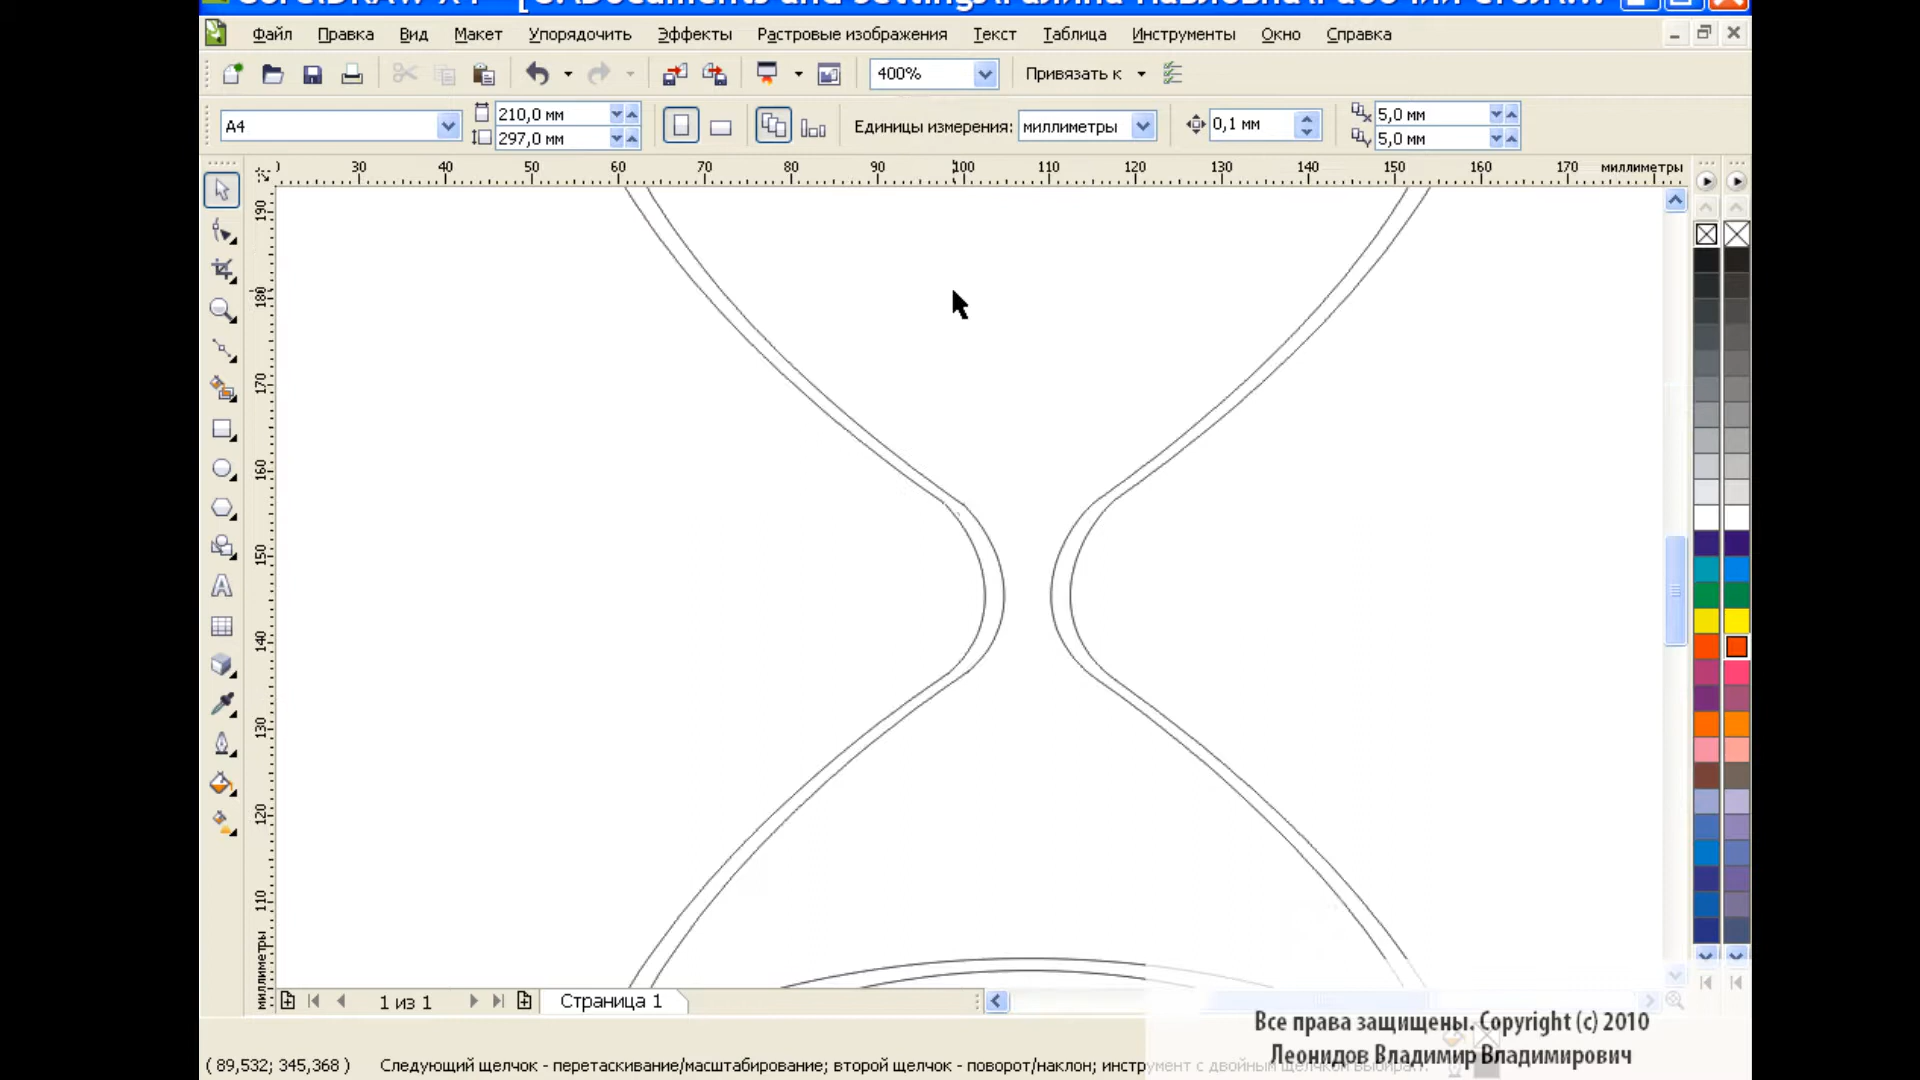 Файл Правка Вид Макет Упорядочить Эффекты Растровые изображения Текст Таблица Инструменты Окно Справка
400% Привязать к
A4 210,0 мм 297,0 мм Единицы измерения: миллиметры 0,1 мм 5,0 мм 5,0 мм
30 40 50 60 70 80 90 100 110 120 130 140 150 160 170 миллиметры
190
180
170
160
150
140
130
120
110
миллиметры
1 из 1 Страница 1
Все права защищены. Copyright (c) 2010
Леонидов Владимир Владимирович
( 89,532; 345,368 ) Следующий щелчок - перетаскивание/масштабирование; второй щелчок - поворот/наклон; инструмент с двойным щелчком